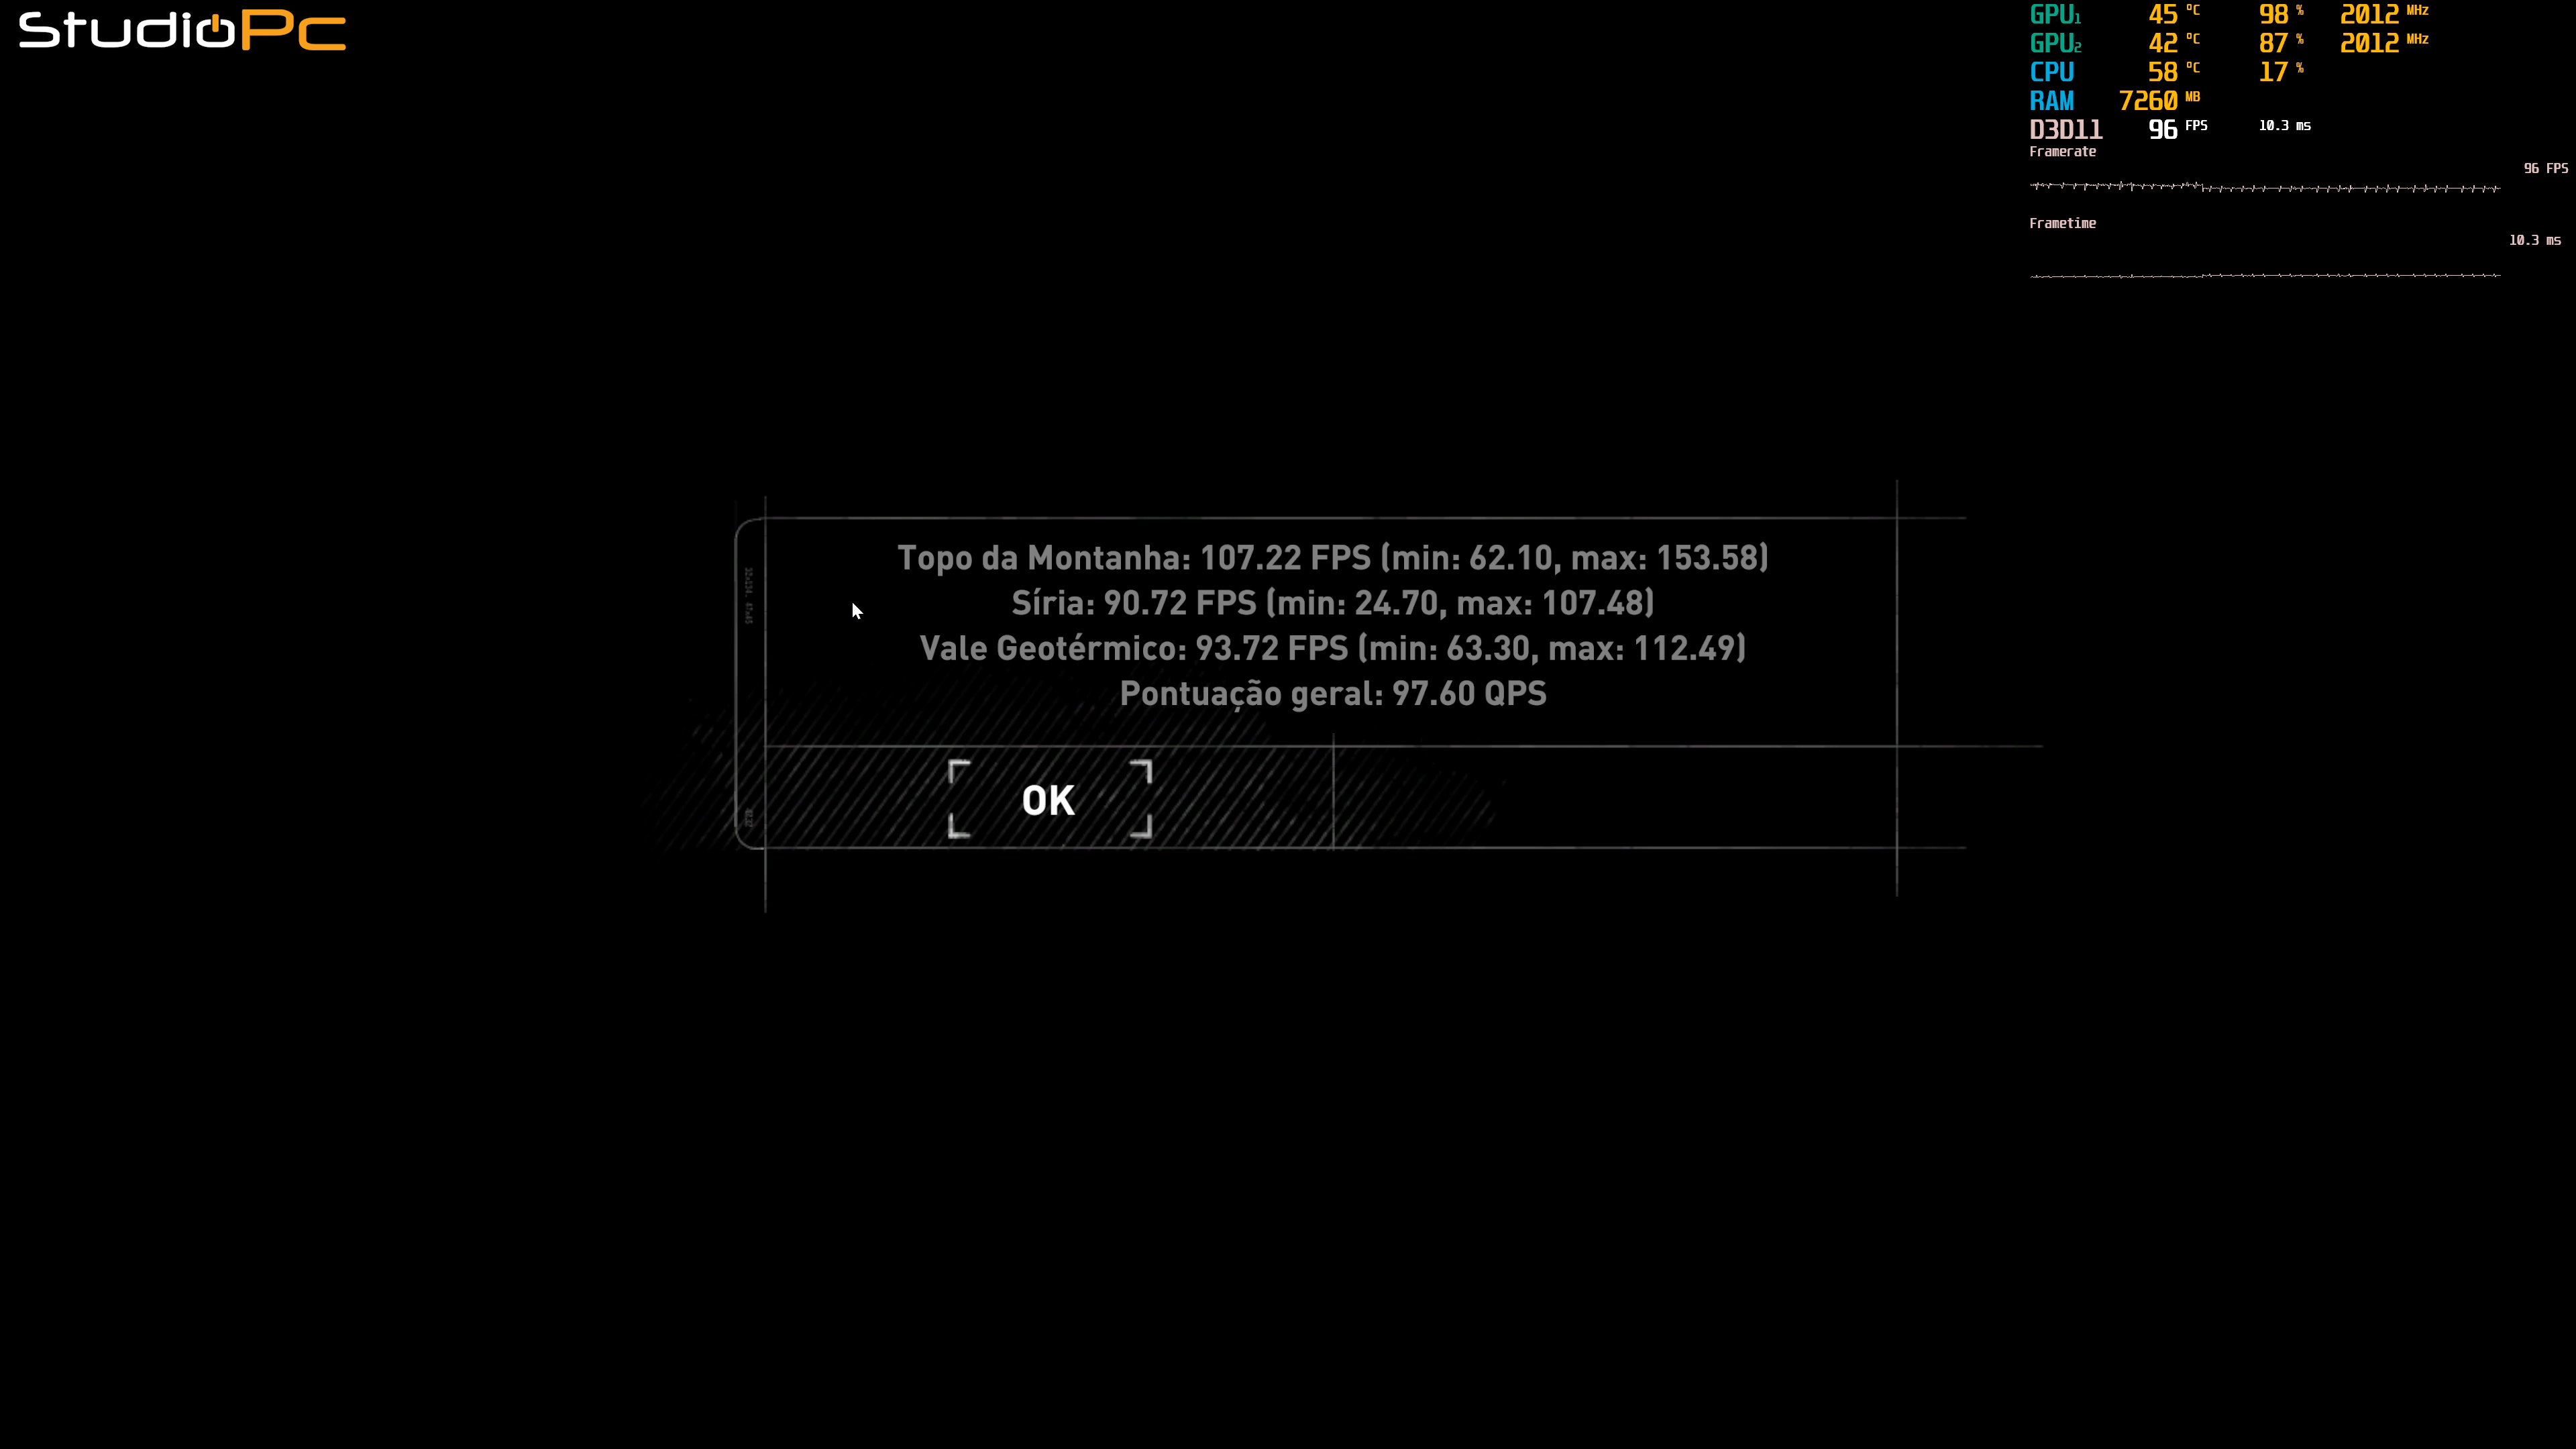 StudioPc
GPU1 45 °C 98 % 2012 MHz
GPU2 42 °C 87 % 2012 MHz
CPU 58 °C 17 %
RAM 7260 MB
D3D11 96 FPS 10.3 ms
Framerate
96 FPS
Frametime
10.3 ms
Topo da Montanha: 107.22 FPS (min: 62.10, max: 153.58)
Síria: 90.72 FPS (min: 24.70, max: 107.48)
Vale Geotérmico: 93.72 FPS (min: 63.30, max: 112.49)
Pontuação geral: 97.60 QPS
OK